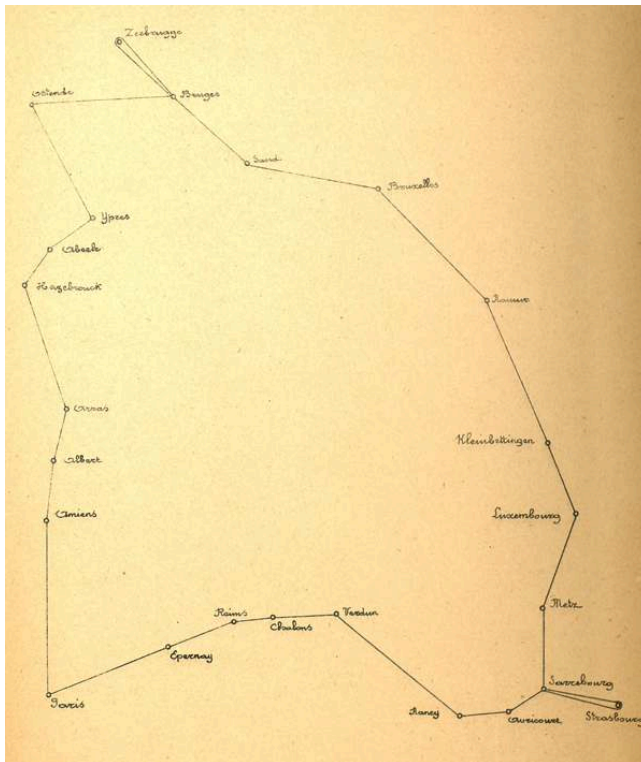 Zeebrugge
Ostende
Bruges
Gand
Bruxelles
Ypres
Abeele
Hazebrouck
Namur
Arras
Kleinbettingen
Albert
Luxembourg
Amiens
Metz
Reims
Verdun
Chalons
Epernay
Sarrebourg
Paris
Nancy
Avricourt
Strasbourg